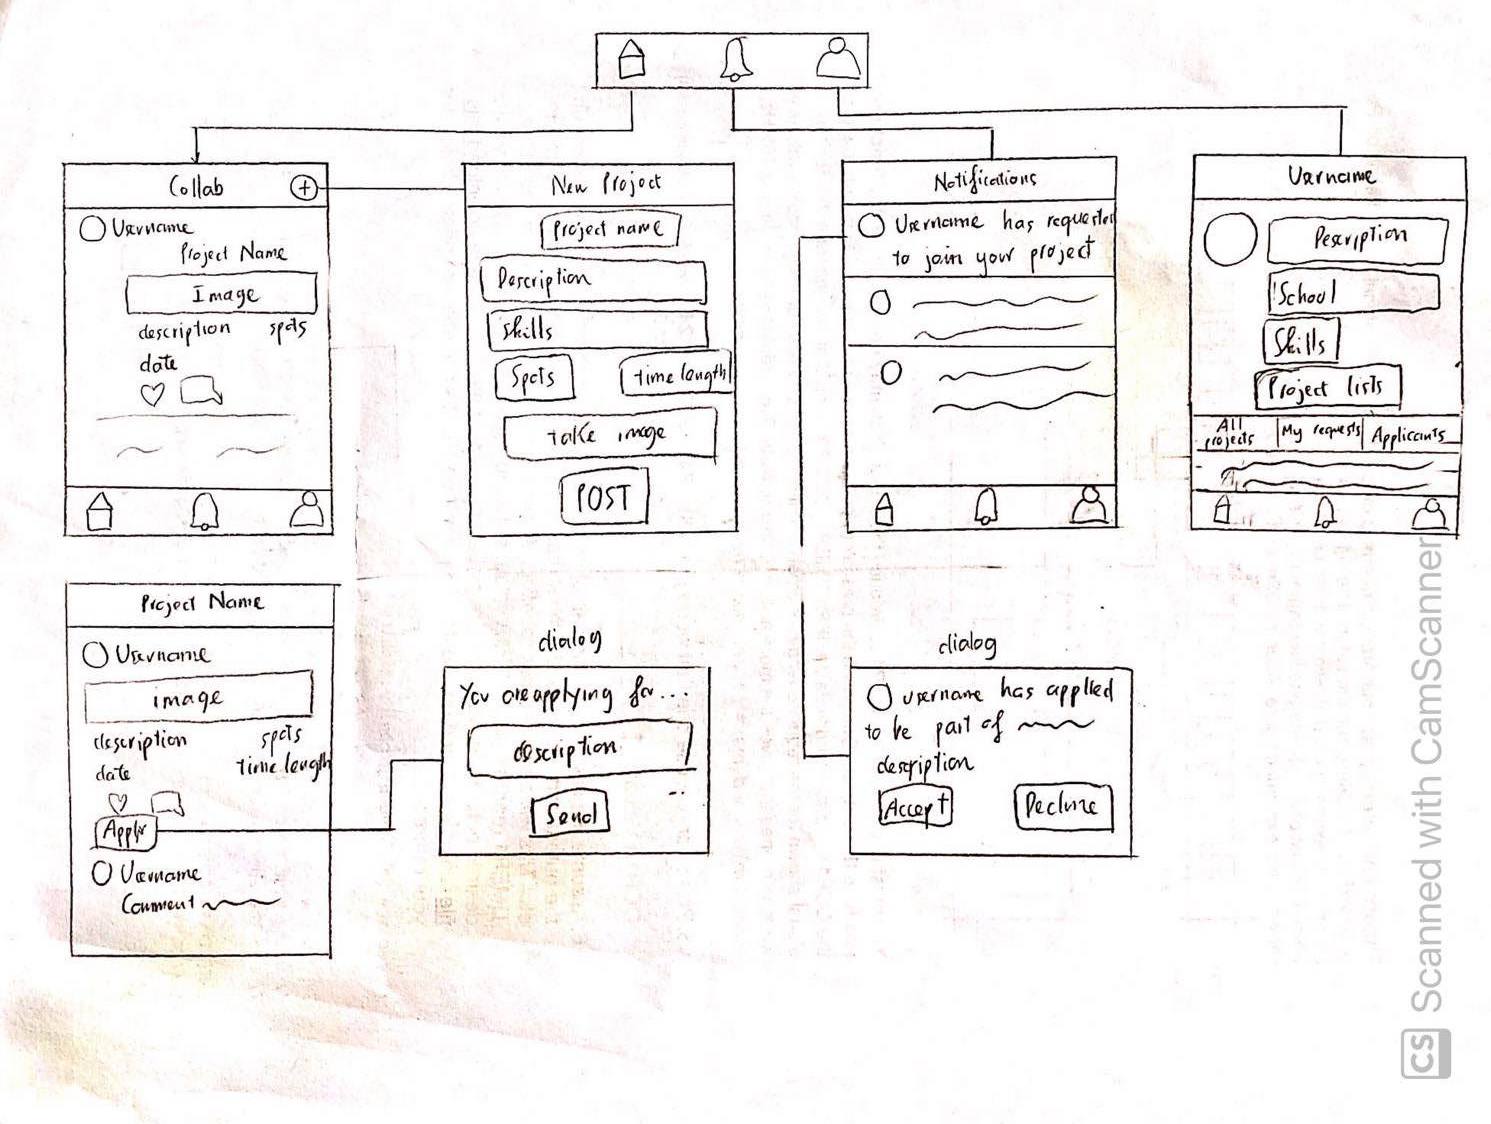 Collab +
Username
Project Name
Image
description spots
date
New Project
Project name
Description
Skills
Spots time length
take image
POST
Notifications
Username has requested
to join your project
Username
Description
School
Skills
Project lists
All projects My requests Applicants
Project Name
Username
image
description spots
date time length
Apply
Username
Comment
dialog
You are applying for...
description
Send
dialog
username has applied
to be part of
description
Accept Decline
CS Scanned with CamScanner